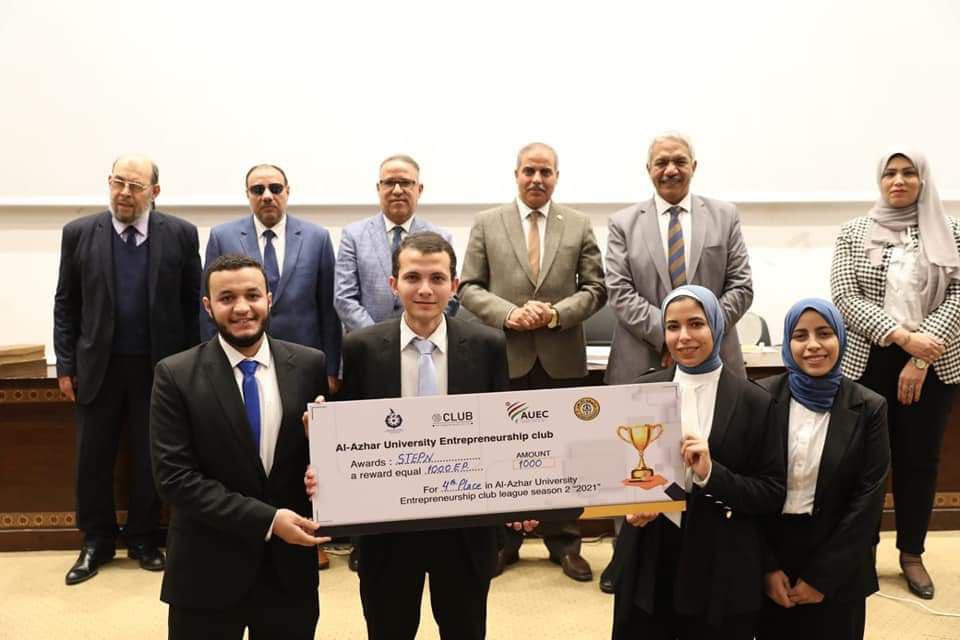 CLUB
AUEC
Al-Azhar University Entrepreneurship club
Awards : STEPN
a reward equal 1000 E.P
AMOUNT
1000
For 4th Place in Al-Azhar University
Entrepreneurship club league season 2 "2021"